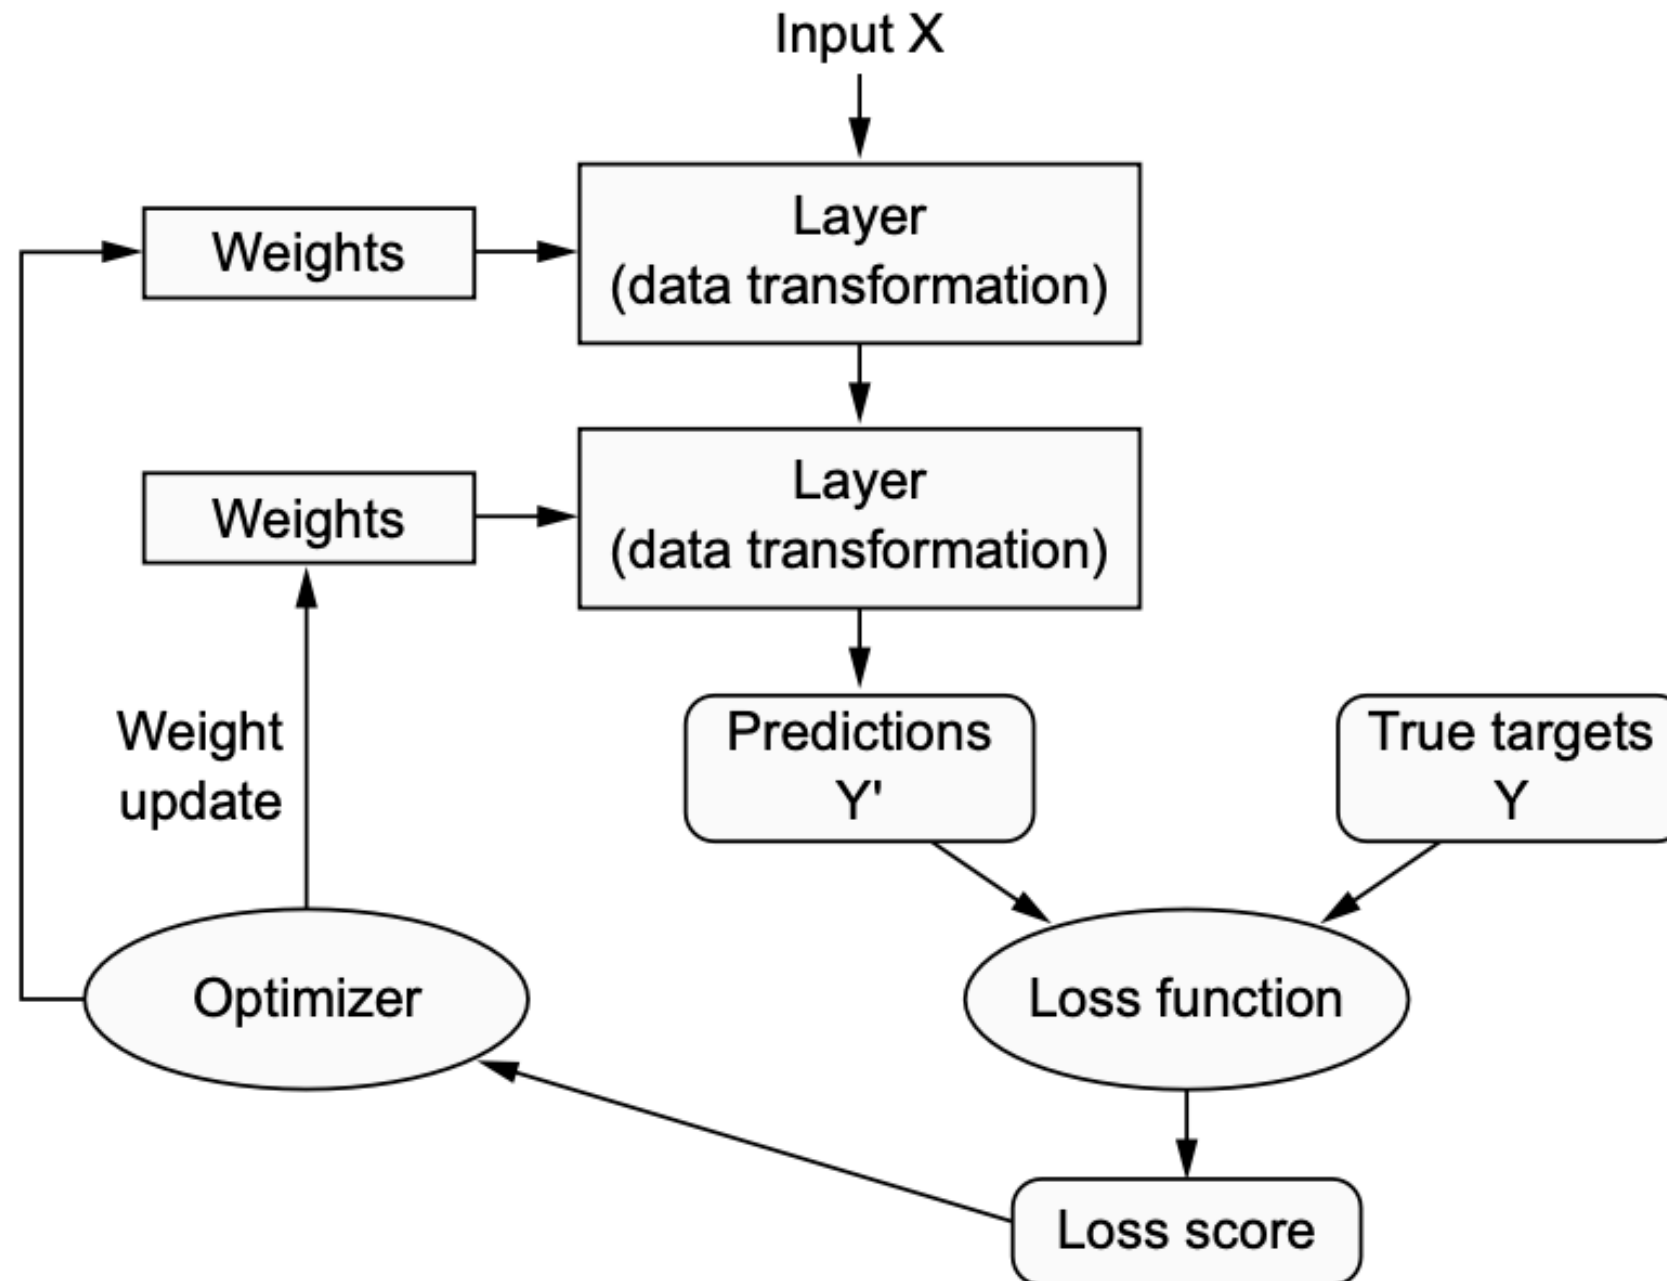 Input X
Weights
Layer
(data transformation)
Weights
Layer
(data transformation)
Weight
update
Predictions
Y'
True targets
Y
Optimizer
Loss function
Loss score